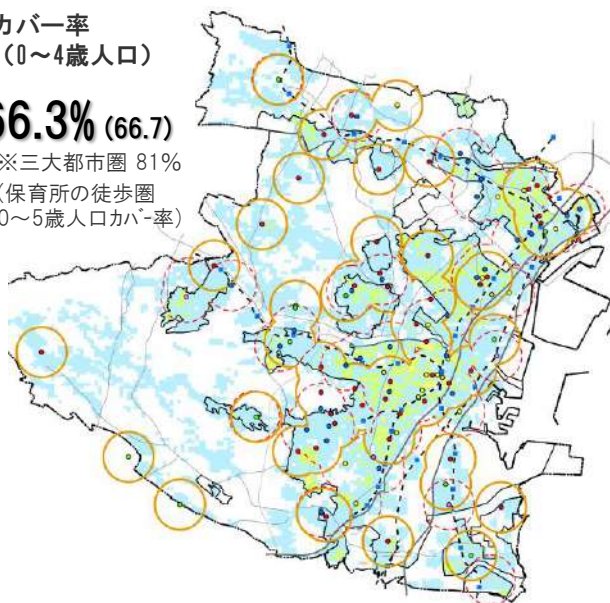 カバー率
（0～4歳人口）
66.3% (66.7)
※三大都市圏 81%
（保育所の徒歩圏
0～5歳人口ｶﾊﾞｰ率）